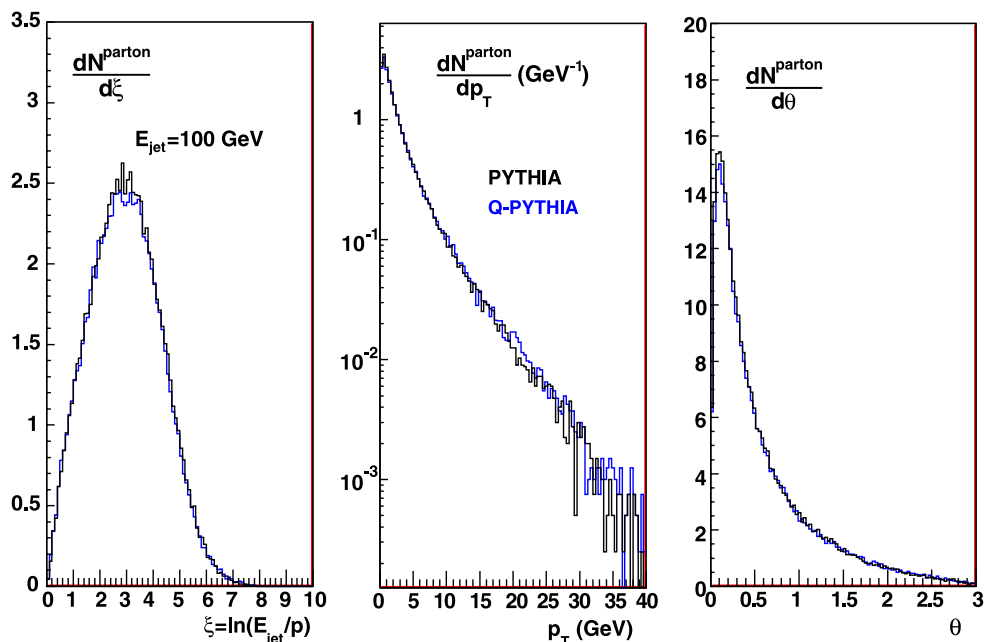 3.5
3
2.5
2
1.5
1
0.5
0
dN^parton
dξ
E_jet=100 GeV
0 1 2 3 4 5 6 7 8 9 10
ξ=ln(E_jet/p)
1
10^-1
10^-2
10^-3
dN^parton
dp_T
(GeV^-1)
PYTHIA
Q-PYTHIA
0 5 10 15 20 25 30 35 40
p_T (GeV)
20
18
16
14
12
10
8
6
4
2
0
dN^parton
dθ
0 0.5 1 1.5 2 2.5 3
θ